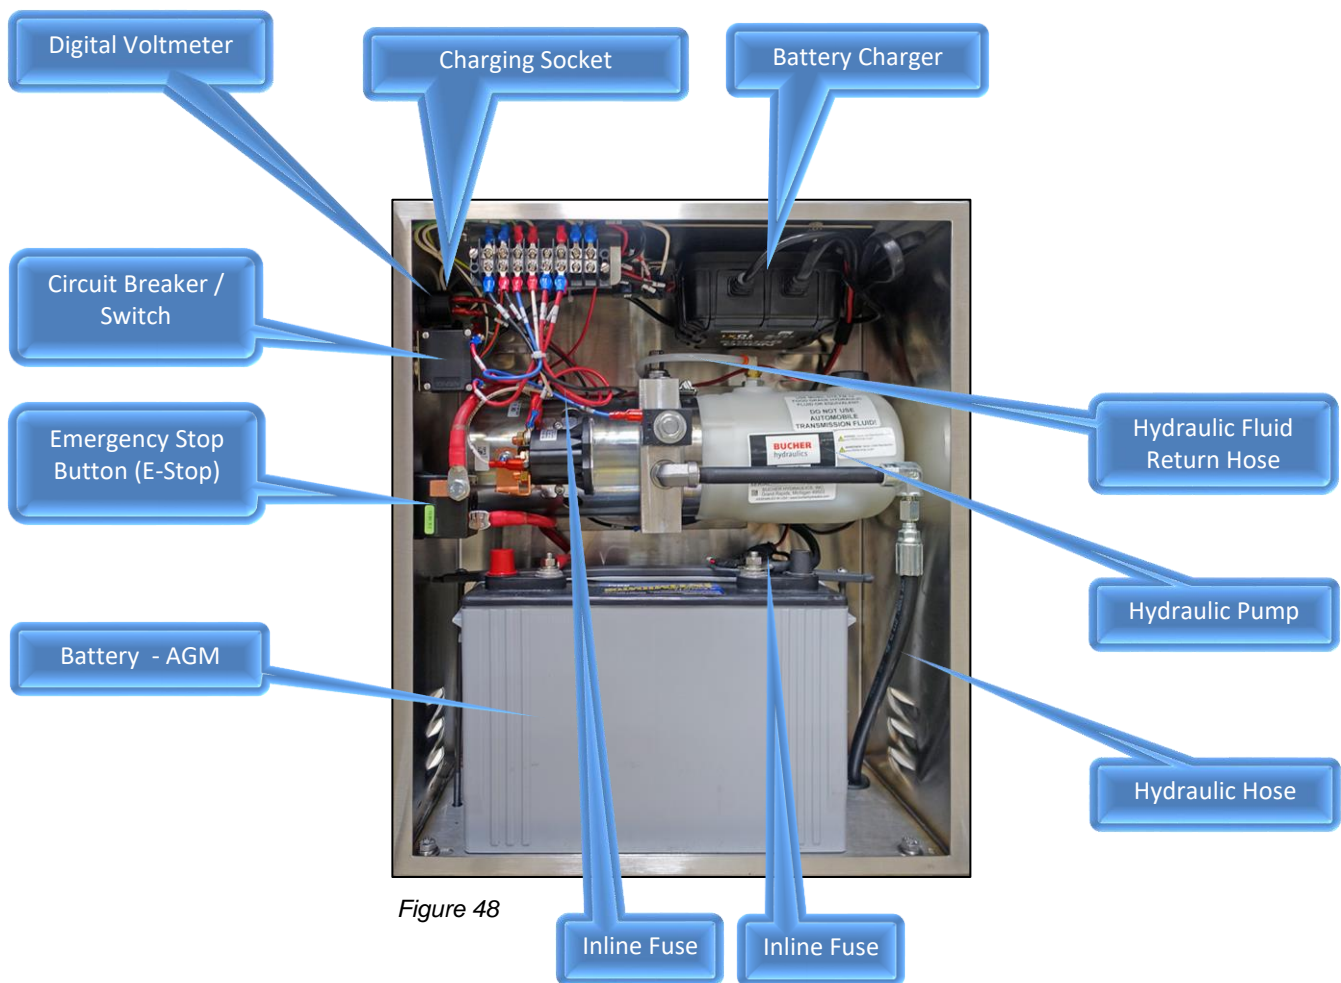 Digital Voltmeter
Charging Socket
Battery Charger
Circuit Breaker /
Switch
Emergency Stop
Button (E-Stop)
DO NOT USE
AUTOMOBILE
TRANSMISSION FLUID!
BUCHER
hydraulics
Hydraulic Fluid
Return Hose
Hydraulic Pump
Battery - AGM
Hydraulic Hose
Figure 48
Inline Fuse
Inline Fuse